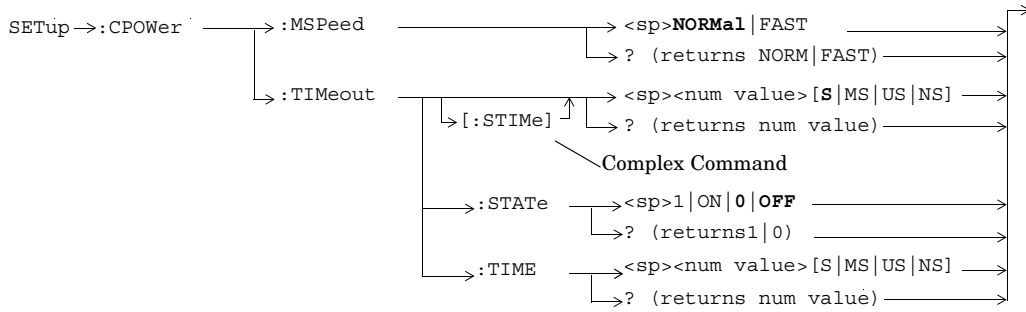 SETup :CPOWer :MSPeed <sp>NORMal|FAST
? (returns NORM|FAST)
:TIMeout <sp><num value>[S|MS|US|NS]
[:STIMe] ? (returns num value)
Complex Command
:STATe <sp>1|ON|0|OFF
? (returns1|0)
:TIME <sp><num value>[S|MS|US|NS]
? (returns num value)